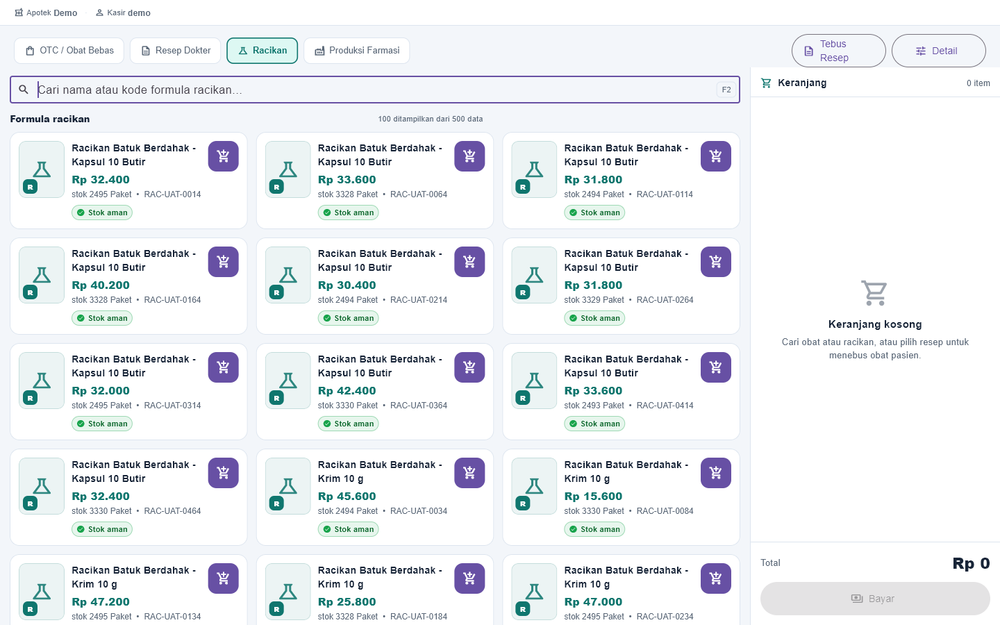 Apotek Demo
Kasir demo
OTC / Obat Bebas
Resep Dokter
Racikan
Produksi Farmasi
Tebus
Resep
Detail
Cari nama atau kode formula racikan...
F2
Formula racikan
100 ditampilkan dari 500 data
Racikan Batuk Berdahak -
Kapsul 10 Butir
Rp 32.400
stok 2495 Paket • RAC-UAT-0014
Stok aman
R
Racikan Batuk Berdahak -
Kapsul 10 Butir
Rp 33.600
stok 3328 Paket • RAC-UAT-0064
Stok aman
R
Racikan Batuk Berdahak -
Kapsul 10 Butir
Rp 31.800
stok 2494 Paket • RAC-UAT-0114
Stok aman
R
Racikan Batuk Berdahak -
Kapsul 10 Butir
Rp 40.200
stok 3328 Paket • RAC-UAT-0164
Stok aman
R
Racikan Batuk Berdahak -
Kapsul 10 Butir
Rp 30.400
stok 2494 Paket • RAC-UAT-0214
Stok aman
R
Racikan Batuk Berdahak -
Kapsul 10 Butir
Rp 31.800
stok 3329 Paket • RAC-UAT-0264
Stok aman
R
Racikan Batuk Berdahak -
Kapsul 10 Butir
Rp 32.000
stok 2495 Paket • RAC-UAT-0314
Stok aman
R
Racikan Batuk Berdahak -
Kapsul 10 Butir
Rp 42.400
stok 3330 Paket • RAC-UAT-0364
Stok aman
R
Racikan Batuk Berdahak -
Kapsul 10 Butir
Rp 33.600
stok 2493 Paket • RAC-UAT-0414
Stok aman
R
Racikan Batuk Berdahak -
Kapsul 10 Butir
Rp 32.400
stok 3330 Paket • RAC-UAT-0464
Stok aman
R
Racikan Batuk Berdahak -
Krim 10 g
Rp 45.600
stok 2494 Paket • RAC-UAT-0034
Stok aman
R
Racikan Batuk Berdahak -
Krim 10 g
Rp 15.600
stok 3330 Paket • RAC-UAT-0084
Stok aman
R
Racikan Batuk Berdahak -
Krim 10 g
Rp 47.200
stok 2495 Paket • RAC-UAT-0134
R
Racikan Batuk Berdahak -
Krim 10 g
Rp 25.800
stok 3328 Paket • RAC-UAT-0184
R
Racikan Batuk Berdahak -
Krim 10 g
Rp 47.000
stok 2495 Paket • RAC-UAT-0234
R
Keranjang
0 item
Keranjang kosong
Cari obat atau racikan, atau pilih resep untuk
menebus obat pasien.
Total
Rp 0
Bayar